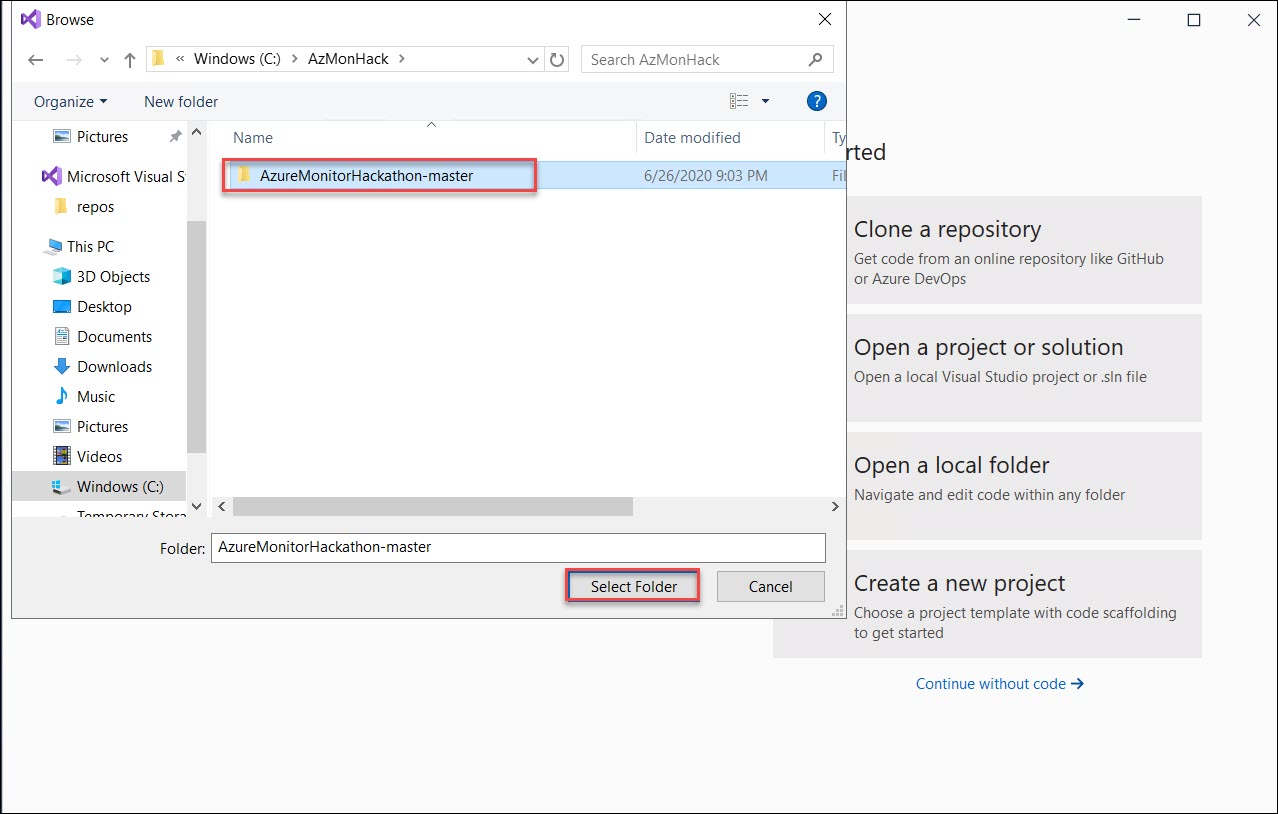 Browse
« Windows (C:) > AzMonHack >
Search AzMonHack
Organize
New folder
?
Pictures
Microsoft Visual S
repos
This PC
3D Objects
Desktop
Documents
Downloads
Music
Pictures
Videos
Windows (C:)
Temporary Stora
Name
Date modified
Ty
AzureMonitorHackathon-master
6/26/2020 9:03 PM
Fil
Folder:
AzureMonitorHackathon-master
Select Folder
Cancel
rted
Clone a repository
Get code from an online repository like GitHub
or Azure DevOps
Open a project or solution
Open a local Visual Studio project or .sln file
Open a local folder
Navigate and edit code within any folder
Create a new project
Choose a project template with code scaffolding
to get started
Continue without code →